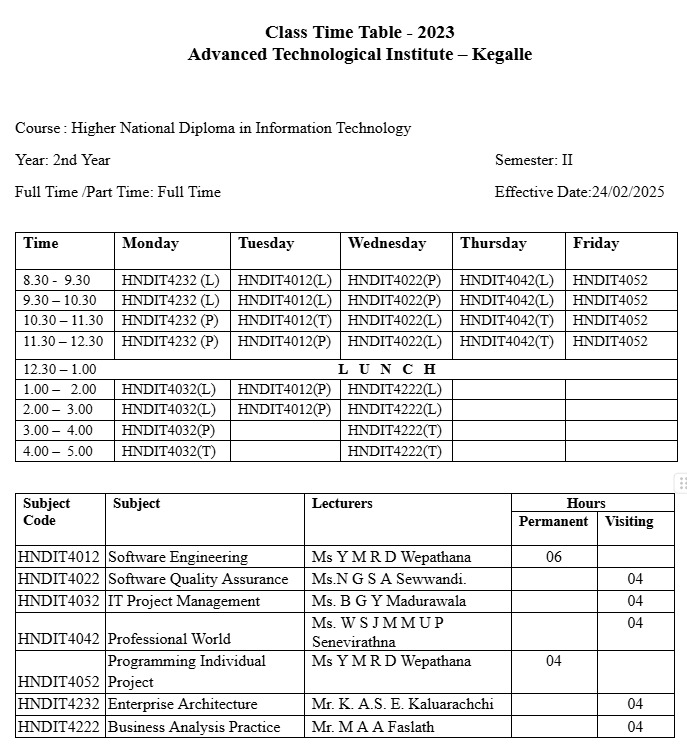 Class Time Table - 2023
Advanced Technological Institute – Kegalle
Course : Higher National Diploma in Information Technology
Year: 2nd Year Semester: II
Full Time /Part Time: Full Time Effective Date:24/02/2025
Time Monday Tuesday Wednesday Thursday Friday
8.30 - 9.30 HNDIT4232 (L) HNDIT4012(L) HNDIT4022(P) HNDIT4042(L) HNDIT4052
9.30 – 10.30 HNDIT4232 (L) HNDIT4012(L) HNDIT4022(P) HNDIT4042(L) HNDIT4052
10.30 – 11.30 HNDIT4232 (P) HNDIT4012(T) HNDIT4022(L) HNDIT4042(T) HNDIT4052
11.30 – 12.30 HNDIT4232 (P) HNDIT4012(T) HNDIT4022(L) HNDIT4042(T) HNDIT4052
12.30 – 1.00 L U N C H
1.00 – 2.00 HNDIT4032(L) HNDIT4012(P) HNDIT4222(L)
2.00 – 3.00 HNDIT4032(L) HNDIT4012(P) HNDIT4222(L)
3.00 – 4.00 HNDIT4032(P) HNDIT4222(T)
4.00 – 5.00 HNDIT4032(T) HNDIT4222(T)
Subject Subject Lecturers Hours
Code Permanent Visiting
HNDIT4012 Software Engineering Ms Y M R D Wepathana 06
HNDIT4022 Software Quality Assurance Ms.N G S A Sewwandi. 04
HNDIT4032 IT Project Management Ms. B G Y Madurawala 04
Ms. W S J M M U P 04
HNDIT4042 Professional World Senevirathna
Programming Individual Ms Y M R D Wepathana 04
HNDIT4052 Project
HNDIT4232 Enterprise Architecture Mr. K. A.S. E. Kaluarachchi 04
HNDIT4222 Business Analysis Practice Mr. M A A Faslath 04